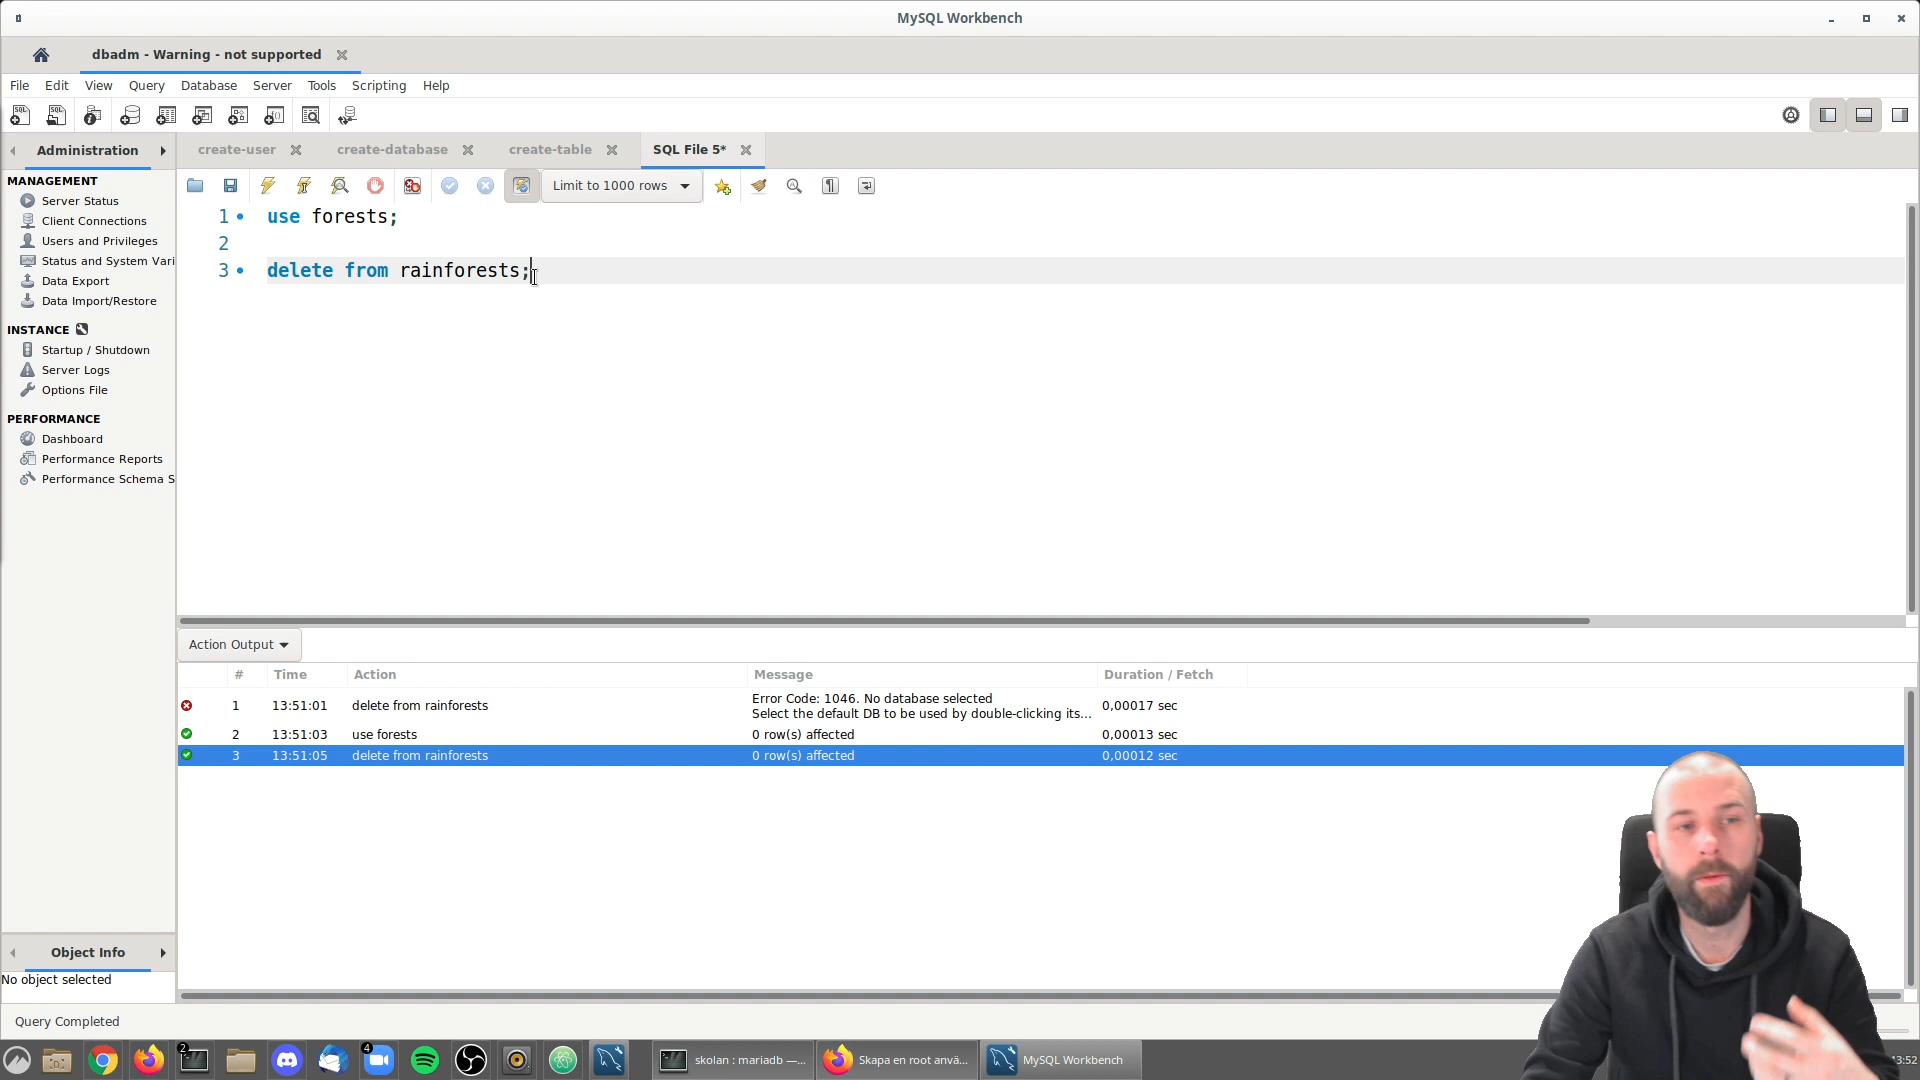 MySQL Workbench
dbadm - Warning - not supported
File Edit View Query Database Server Tools Scripting Help
Administration
create-user create-database create-table SQL File 5*
MANAGEMENT
Server Status
Client Connections
Users and Privileges
Status and System Vari
Data Export
Data Import/Restore
INSTANCE
Startup / Shutdown
Server Logs
Options File
PERFORMANCE
Dashboard
Performance Reports
Performance Schema S
Limit to 1000 rows
1 use forests;
2
3 delete from rainforests;
Action Output
# Time Action Message Duration / Fetch
1 13:51:01 delete from rainforests Error Code: 1046. No database selected 0,00017 sec
Select the default DB to be used by double-clicking its...
2 13:51:03 use forests 0 row(s) affected 0,00013 sec
3 13:51:05 delete from rainforests 0 row(s) affected 0,00012 sec
Object Info
No object selected
Query Completed
2
4
skolan : mariadb —...
Skapa en root anvä...
MySQL Workbench
13:52